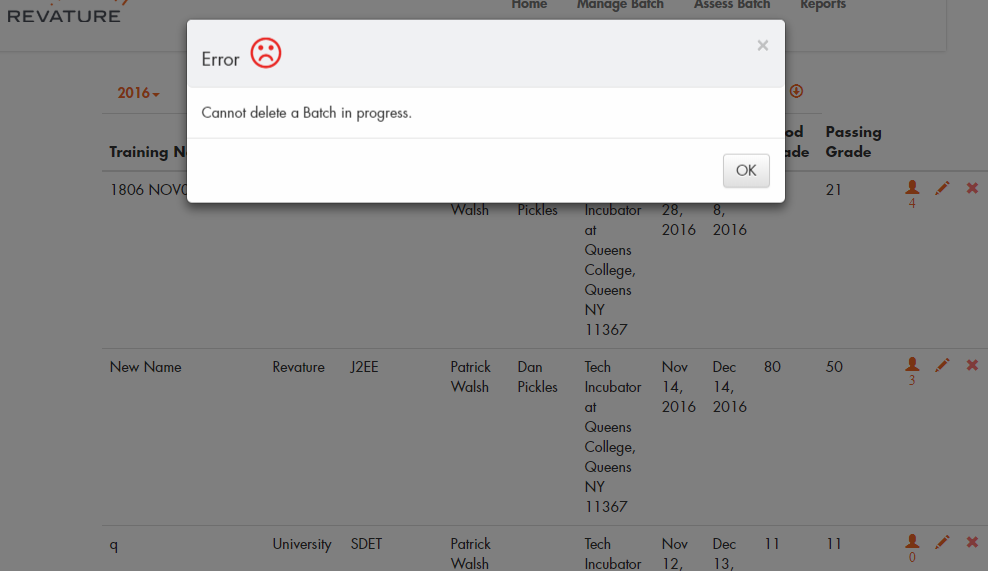 REVATURE
Home Manage Batch Assess Batch Reports
Error ×
Cannot delete a Batch in progress.
OK
2016
Passing
Training Grade
1806 21
4
Walsh Pickles Incubator 28, 8,
at 2016 2016
Queens
College,
Queens
NY
11367
New Name Revature J2EE Patrick Dan Tech Nov Dec 80 50
Walsh Pickles Incubator 14, 14, 3
at 2016 2016
Queens
College,
Queens
NY
11367
q University SDET Patrick Tech Nov Dec 11 11
Walsh Incubator 12, 13, 0